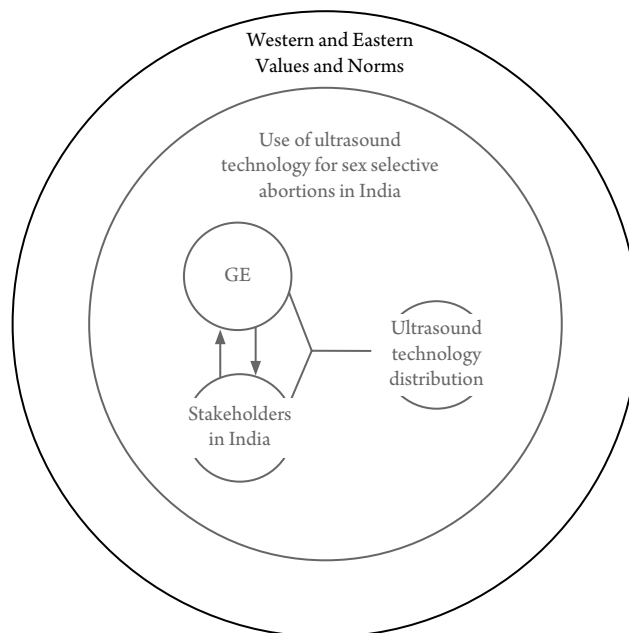 Western and Eastern
Values and Norms
Use of ultrasound
technology for sex selective
abortions in India
GE
Ultrasound
technology
distribution
Stakeholders
in India